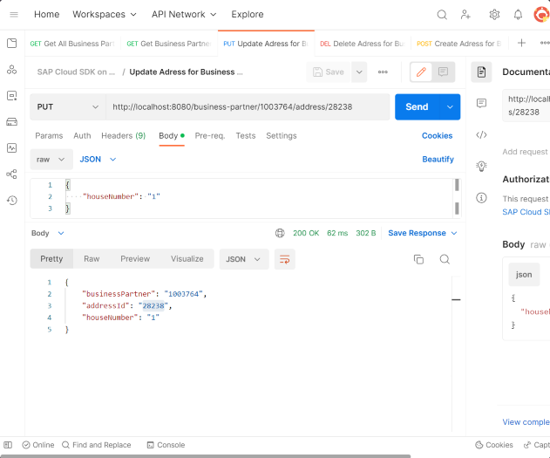 Home Workspaces API Network Explore
GET Get All Business Part GET Get Business Partne PUT Update Adress for B DEL Delete Adress for Bu POST Create Adress for B
SAP Cloud SDK on ... / Update Adress for Business ... Save
Documenta
PUT http://localhost:8080/business-partner/1003764/address/28238 Send
http://loca
s/28238
Params Auth Headers (9) Body Pre-req. Tests Settings Cookies
raw JSON Beautify
Add request
1 {
2 "houseNumber": "1"
3 }
Authorizat
This request
SAP Cloud SD
Body 200 OK 62 ms 302 B Save Response
Body raw
Pretty Raw Preview Visualize JSON
json
1 {
2 "businessPartner": "1003764",
3 "addressId": "28238",
4 "houseNumber": "1"
5 }
{
"housel
}
View comple
Online Find and Replace Console Cookies Capt